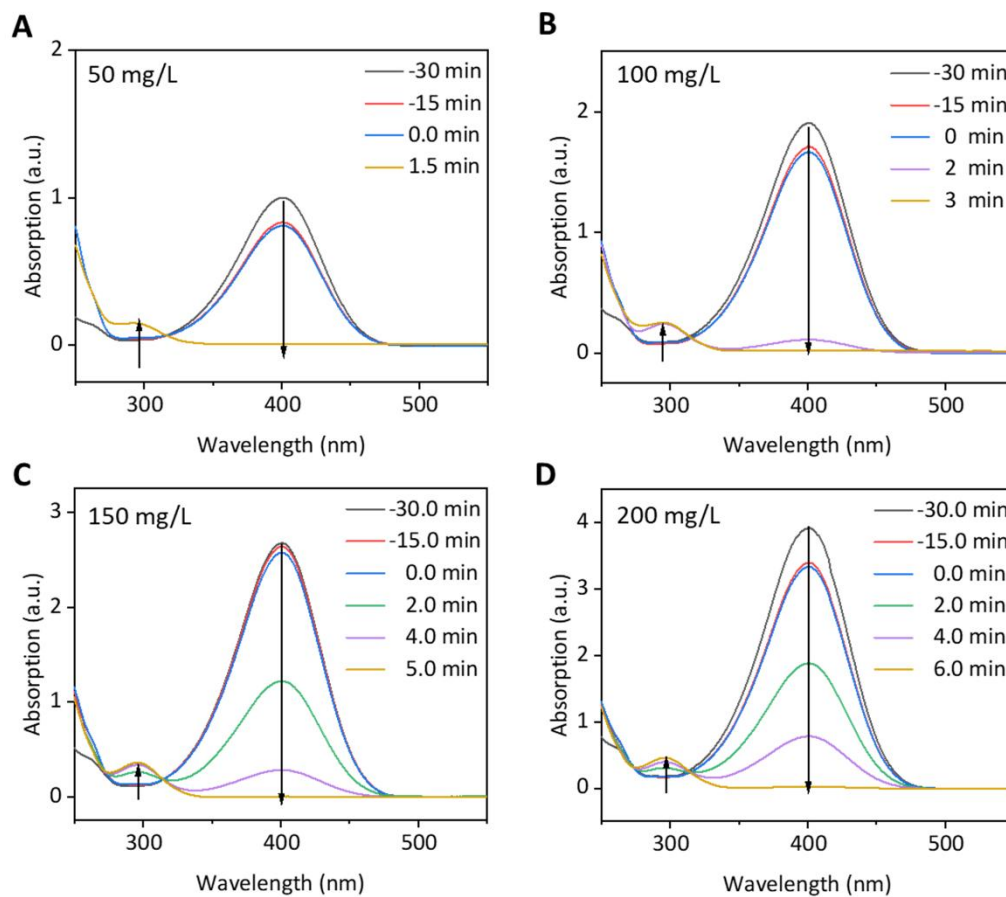 A
50 mg/L
-30 min
-15 min
0.0 min
1.5 min
2
1
0
Absorption (a.u.)
300 400 500
Wavelength (nm)
B
100 mg/L
-30 min
-15 min
0 min
2 min
3 min
2
1
0
Absorption (a.u.)
300 400 500
Wavelength (nm)
C
150 mg/L
-30.0 min
-15.0 min
0.0 min
2.0 min
4.0 min
5.0 min
3
2
1
0
Absorption (a.u.)
300 400 500
Wavelength (nm)
D
200 mg/L
-30.0 min
-15.0 min
0.0 min
2.0 min
4.0 min
6.0 min
4
3
2
1
0
Absorption (a.u.)
300 400 500
Wavelength (nm)